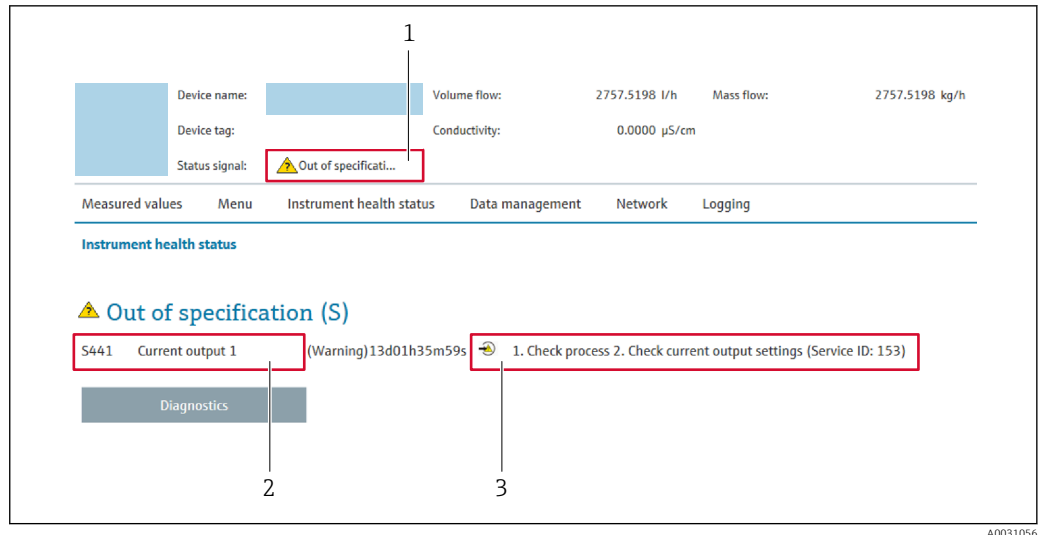 1
Device name: Volume flow: 2757.5198 l/h Mass flow: 2757.5198 kg/h
Device tag: Conductivity: 0.0000 µS/cm
Status signal: Out of specificati...
Measured values Menu Instrument health status Data management Network Logging
Instrument health status
Out of specification (S)
S441 Current output 1 (Warning)13d01h35m59s 1. Check process 2. Check current output settings (Service ID: 153)
Diagnostics
2 3
A0031056